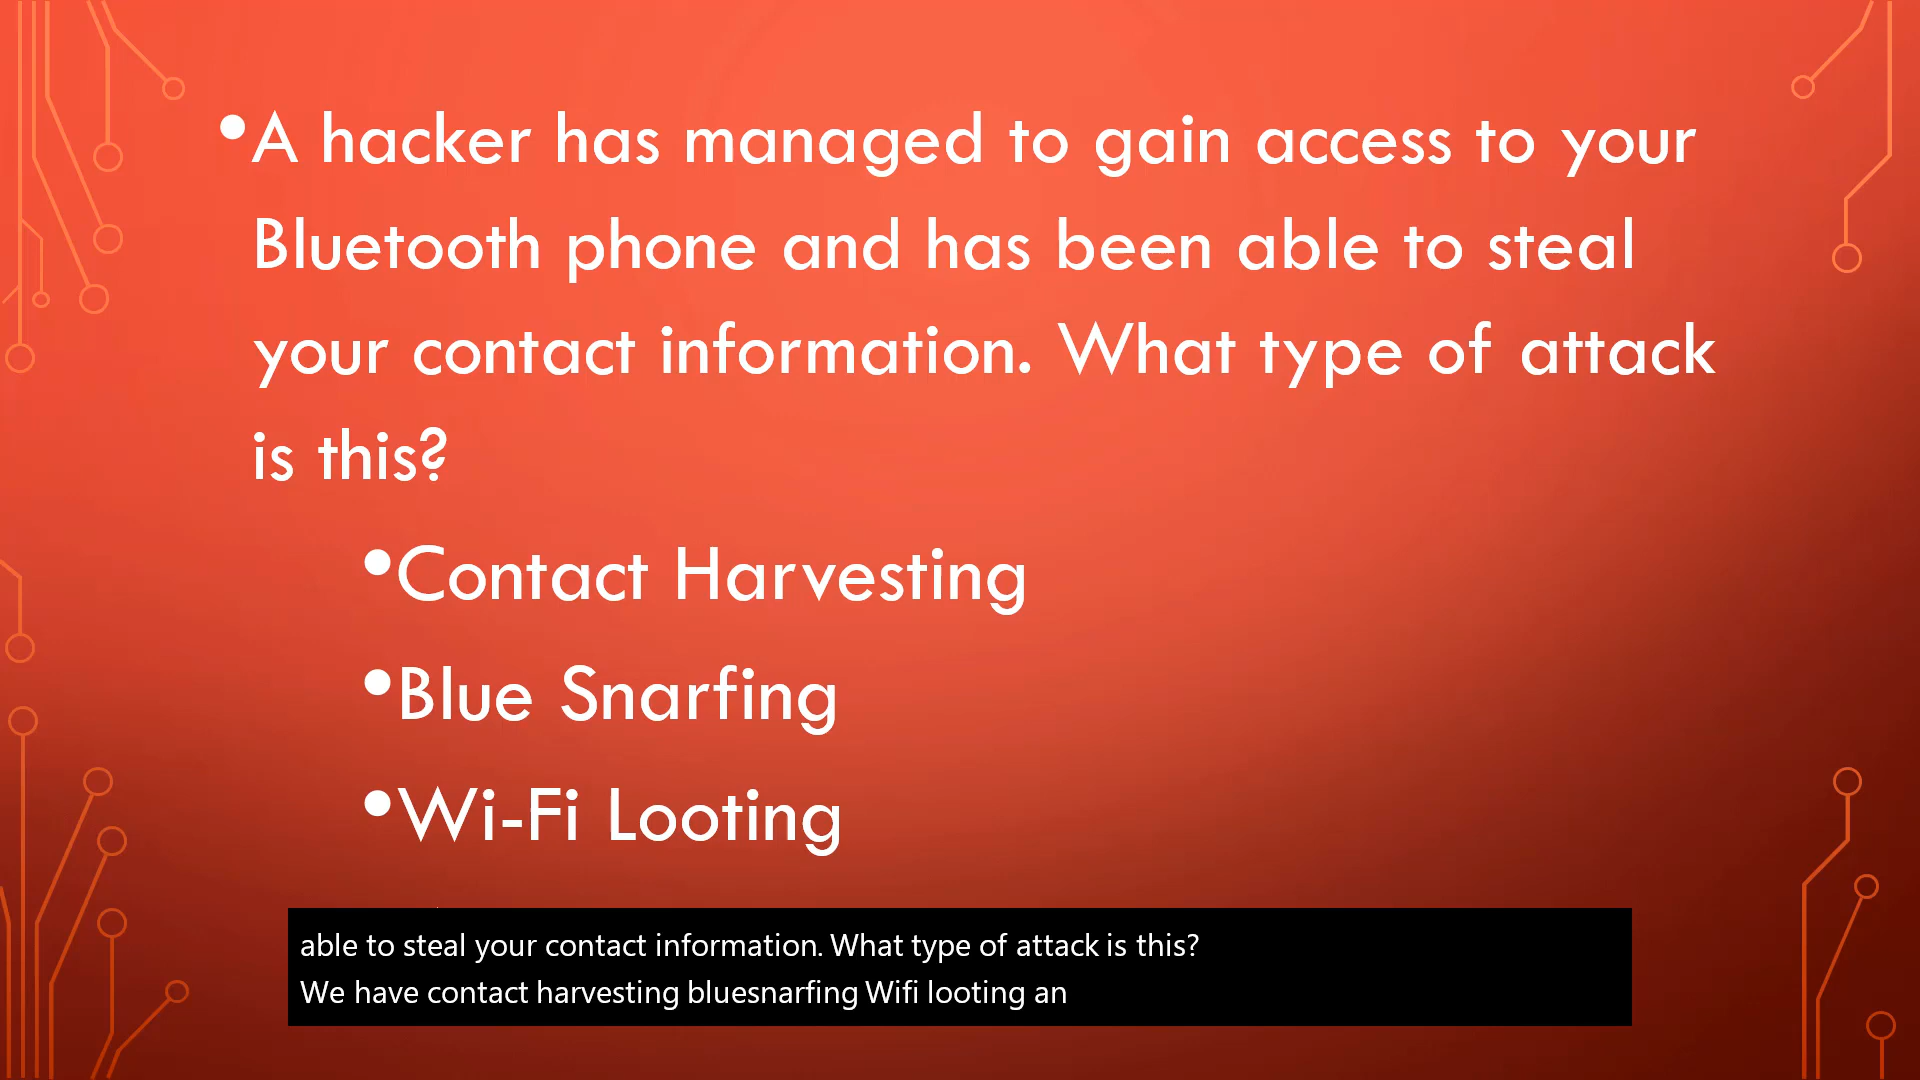 •A hacker has managed to gain access to your
Bluetooth phone and has been able to steal
your contact information. What type of attack
is this?
•Contact Harvesting
•Blue Snarfing
•Wi-Fi Looting
able to steal your contact information. What type of attack is this?
We have contact harvesting bluesnarfing Wifi looting an